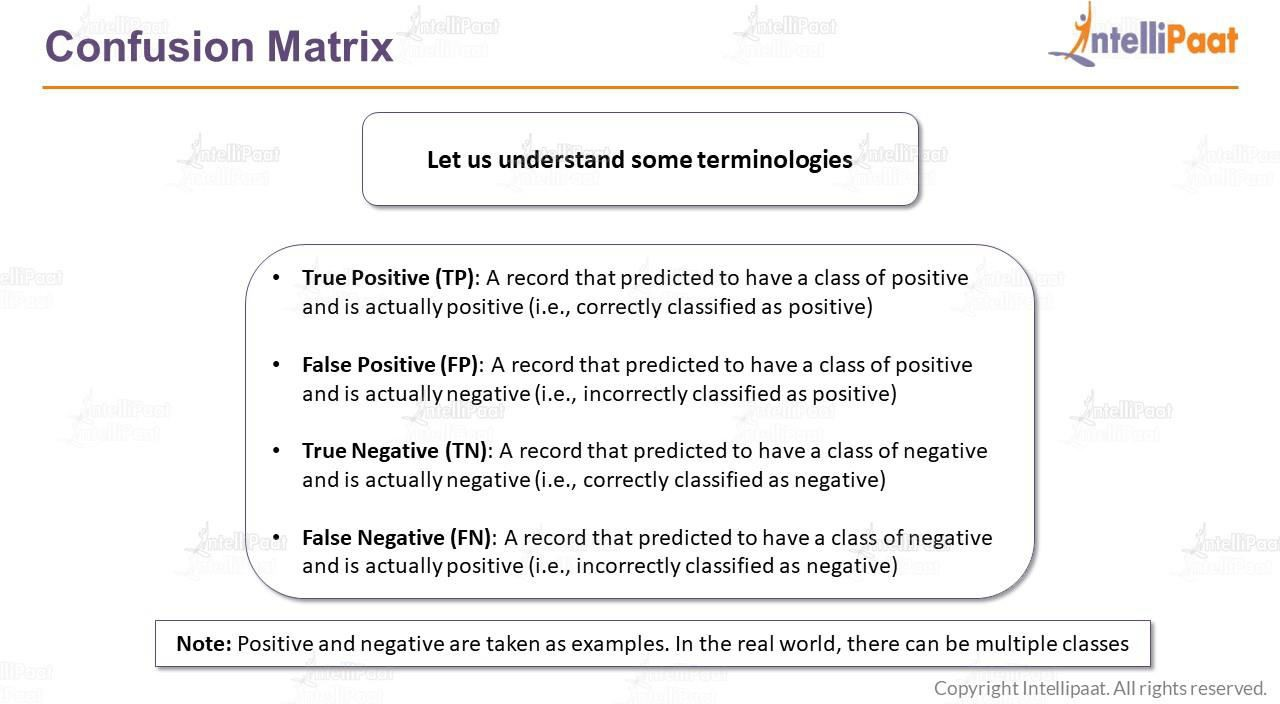 Confusion Matrix
IntelliPaat
Let us understand some terminologies
• True Positive (TP): A record that predicted to have a class of positive
and is actually positive (i.e., correctly classified as positive)
• False Positive (FP): A record that predicted to have a class of positive
and is actually negative (i.e., incorrectly classified as positive)
• True Negative (TN): A record that predicted to have a class of negative
and is actually negative (i.e., correctly classified as negative)
• False Negative (FN): A record that predicted to have a class of negative
and is actually positive (i.e., incorrectly classified as negative)
Note: Positive and negative are taken as examples. In the real world, there can be multiple classes
Copyright Intellipaat. All rights reserved.